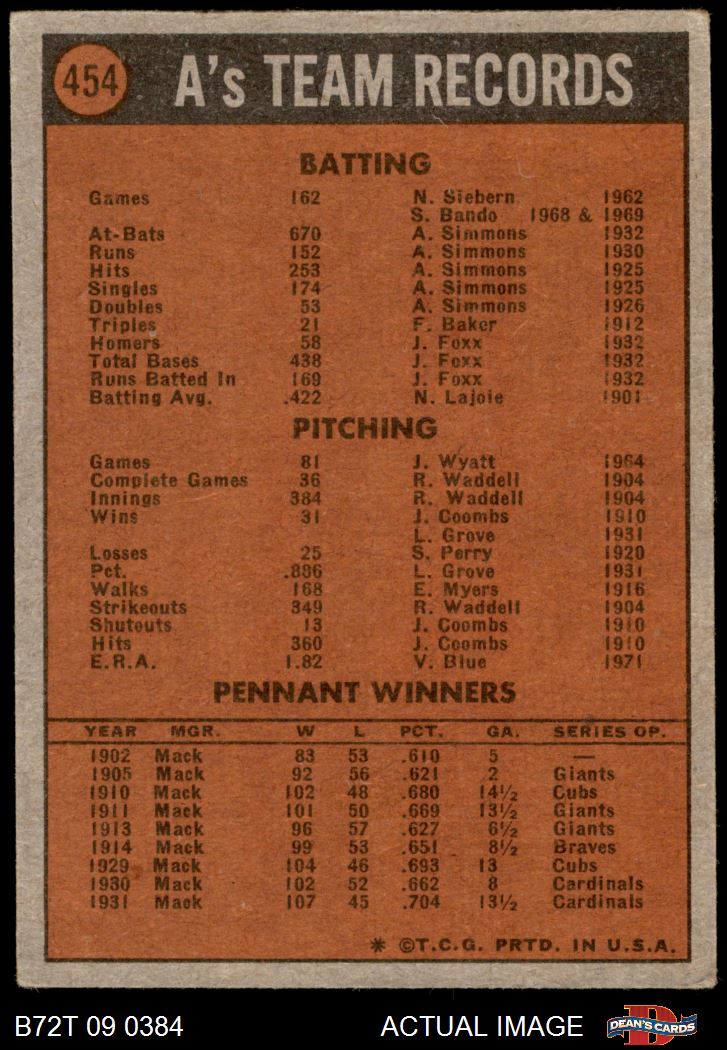 454 A's TEAM RECORDS
BATTING
Games 162 N. Siebern 1962
S. Bando 1968 & 1969
At-Bats 670 A. Simmons 1932
Runs 152 A. Simmons 1930
Hits 253 A. Simmons 1925
Singles 174 A. Simmons 1925
Doubles 53 A. Simmons 1926
Triples 21 F. Baker 1912
Homers 58 J. Foxx 1932
Total Bases 438 J. Foxx 1932
Runs Batted In 169 J. Foxx 1932
Batting Avg. .422 N. Lajoie 1901
PITCHING
Games 81 J. Wyatt 1964
Complete Games 36 R. Waddell 1904
Innings 384 R. Waddell 1904
Wins 31 J. Coombs 1910
L. Grove 1931
Losses 25 S. Perry 1920
Pct. .886 L. Grove 1931
Walks 168 E. Myers 1916
Strikeouts 349 R. Waddell 1904
Shutouts 13 J. Coombs 1910
Hits 360 J. Coombs 1910
E.R.A. 1.82 V. Blue 1971
PENNANT WINNERS
YEAR MGR. W L PCT. GA. SERIES OP.
1902 Mack 83 53 .610 5 —
1905 Mack 92 56 .621 2 Giants
1910 Mack 102 48 .680 14½ Cubs
1911 Mack 101 50 .669 13½ Giants
1913 Mack 96 57 .627 6½ Giants
1914 Mack 99 53 .651 8½ Braves
1929 Mack 104 46 .693 13 Cubs
1930 Mack 102 52 .662 8 Cardinals
1931 Mack 107 45 .704 13½ Cardinals
* ©T.C.G. PRTD. IN U.S.A.
B72T 09 0384 ACTUAL IMAGE DEAN'S CARDS